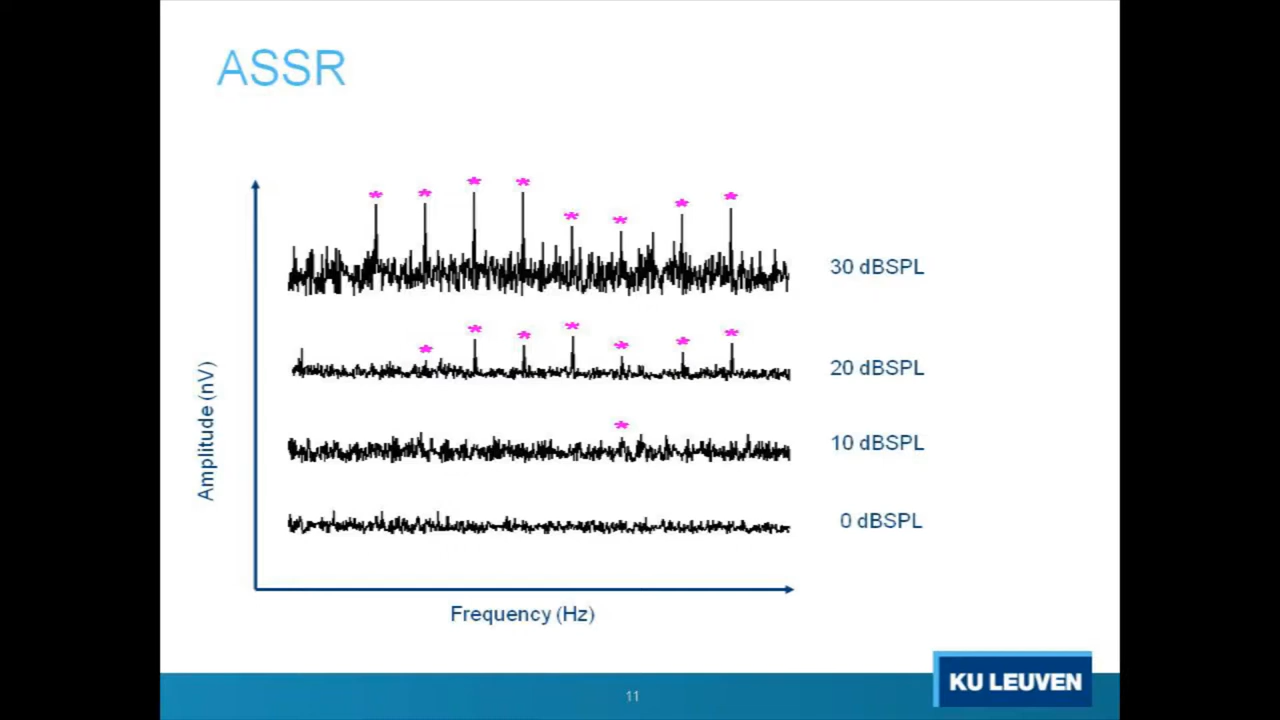 ASSR
* * * * * * * *
30 dBSPL
* * * * * * *
20 dBSPL
*
10 dBSPL
0 dBSPL
Amplitude (nV)
Frequency (Hz)
11
KU LEUVEN